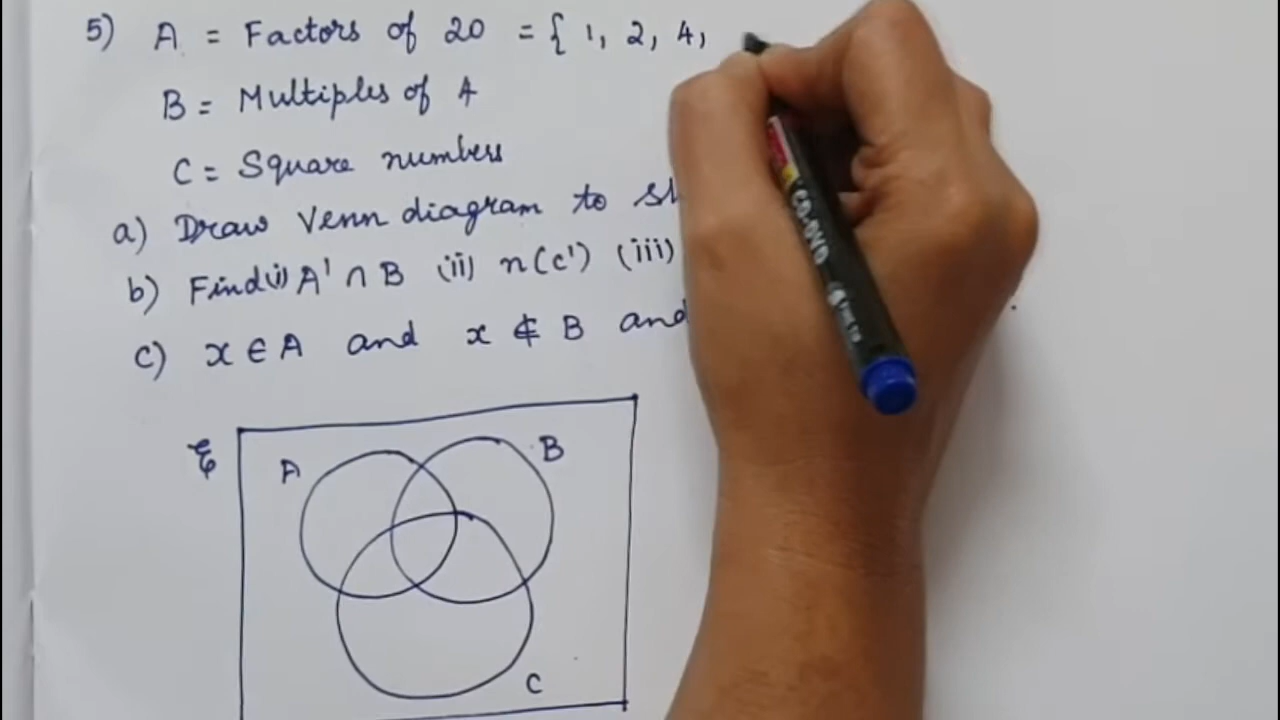 5) A = Factors of 20 = { 1, 2, 4,
B = Multiples of 4
C = Square numbers
a) Draw Venn diagram to
b) Find (i) A' ∩ B (ii) n(c') (iii)
c) x ∈ A and x ∉ B and
ξ A B
C